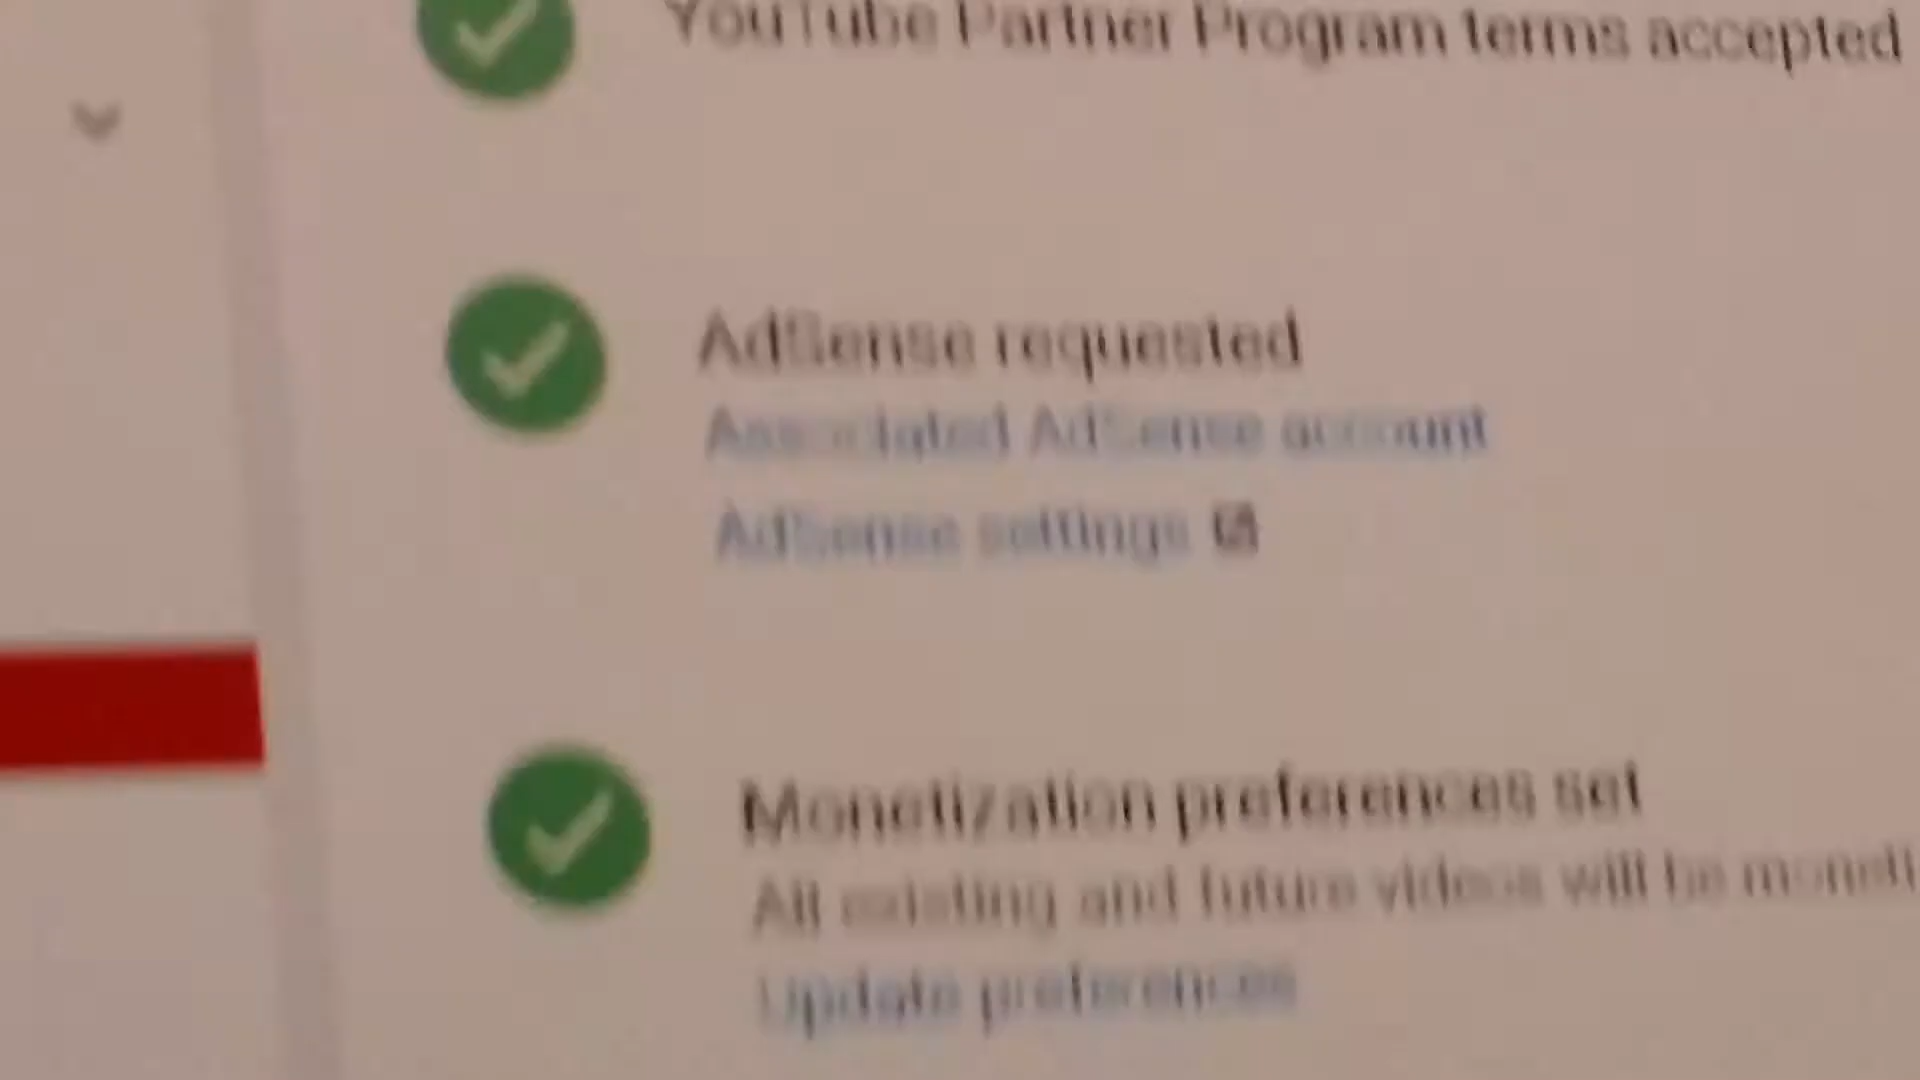 YouTube Partner Program terms accepted
AdSense requested
Associated AdSense account
AdSense settings
Monetization preferences set
All existing and future videos will be moneti
Update preferences